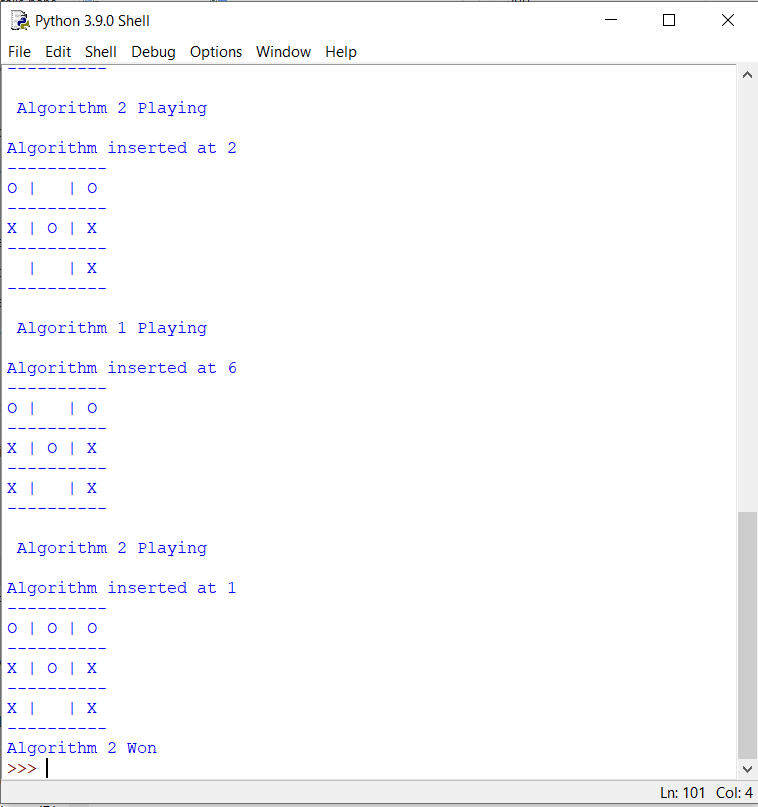 Python 3.9.0 Shell
File Edit Shell Debug Options Window Help
----------
 Algorithm 2 Playing
Algorithm inserted at 2
----------
O |   | O
----------
X | O | X
----------
  |   | X
----------
 Algorithm 1 Playing
Algorithm inserted at 6
----------
O |   | O
----------
X | O | X
----------
X |   | X
----------
 Algorithm 2 Playing
Algorithm inserted at 1
----------
O | O | O
----------
X | O | X
----------
X |   | X
----------
Algorithm 2 Won
>>>
Ln: 101 Col: 4